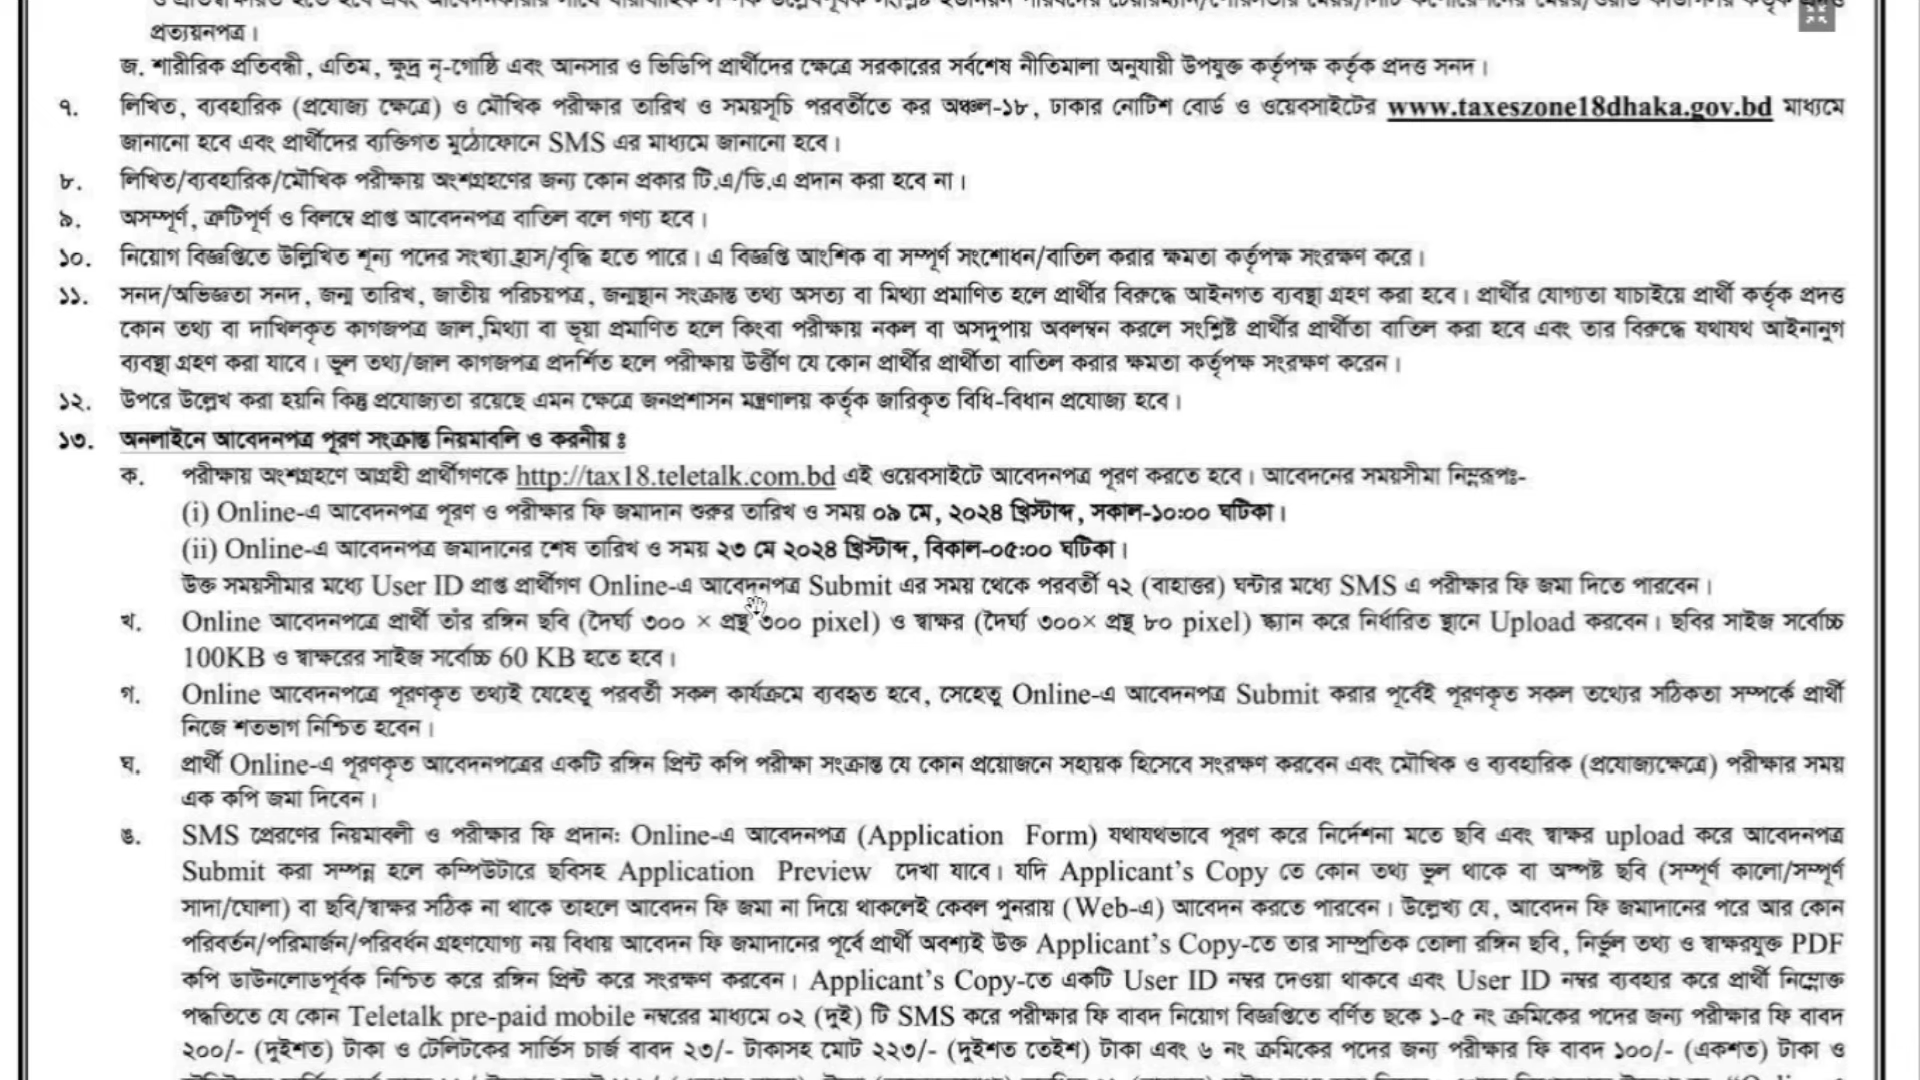 প্রত্যয়নপত্র।
জ. শারীরিক প্রতিবন্ধী, এতিম, ক্ষুদ্র নৃ-গোষ্ঠি এবং আনসার ও ভিডিপি প্রার্থীদের ক্ষেত্রে সরকারের সর্বশেষ নীতিমালা অনুযায়ী উপযুক্ত কর্তৃপক্ষ কর্তৃক প্রদত্ত সনদ।
৭. লিখিত, ব্যবহারিক (প্রযোজ্য ক্ষেত্রে) ও মৌখিক পরীক্ষার তারিখ ও সময়সূচি পরবর্তীতে কর অঞ্চল-১৮, ঢাকার নোটিশ বোর্ড ও ওয়েবসাইটের www.taxeszone18dhaka.gov.bd মাধ্যমে
জানানো হবে এবং প্রার্থীদের ব্যক্তিগত মুঠোফোনে SMS এর মাধ্যমে জানানো হবে।
৮. লিখিত/ব্যবহারিক/মৌখিক পরীক্ষায় অংশগ্রহণের জন্য কোন প্রকার টি.এ/ডি.এ প্রদান করা হবে না।
৯. অসম্পূর্ণ, ত্রুটিপূর্ণ ও বিলম্বে প্রাপ্ত আবেদনপত্র বাতিল বলে গণ্য হবে।
১০. নিয়োগ বিজ্ঞপ্তিতে উল্লিখিত শূন্য পদের সংখ্যা হ্রাস/বৃদ্ধি হতে পারে। এ বিজ্ঞপ্তি আংশিক বা সম্পূর্ণ সংশোধন/বাতিল করার ক্ষমতা কর্তৃপক্ষ সংরক্ষণ করে।
১১. সনদ/অভিজ্ঞতা সনদ, জন্ম তারিখ, জাতীয় পরিচয়পত্র, জন্মস্থান সংক্রান্ত তথ্য অসত্য বা মিথ্যা প্রমাণিত হলে প্রার্থীর বিরুদ্ধে আইনগত ব্যবস্থা গ্রহণ করা হবে। প্রার্থীর যোগ্যতা যাচাইয়ে প্রার্থী কর্তৃক প্রদত্ত
কোন তথ্য বা দাখিলকৃত কাগজপত্র জাল,মিথ্যা বা ভূয়া প্রমাণিত হলে কিংবা পরীক্ষায় নকল বা অসদুপায় অবলম্বন করলে সংশ্লিষ্ট প্রার্থীর প্রার্থীতা বাতিল করা হবে এবং তার বিরুদ্ধে যথাযথ আইনানুগ
ব্যবস্থা গ্রহণ করা যাবে। ভুল তথ্য/জাল কাগজপত্র প্রদর্শিত হলে পরীক্ষায় উর্ত্তীণ যে কোন প্রার্থীর প্রার্থীতা বাতিল করার ক্ষমতা কর্তৃপক্ষ সংরক্ষণ করেন।
১২. উপরে উল্লেখ করা হয়নি কিন্তু প্রযোজ্যতা রয়েছে এমন ক্ষেত্রে জনপ্রশাসন মন্ত্রণালয় কর্তৃক জারিকৃত বিধি-বিধান প্রযোজ্য হবে।
১৩. অনলাইনে আবেদনপত্র পূরণ সংক্রান্ত নিয়মাবলি ও করনীয় ঃ
ক. পরীক্ষায় অংশগ্রহণে আগ্রহী প্রার্থীগণকে http://tax18.teletalk.com.bd এই ওয়েবসাইটে আবেদনপত্র পূরণ করতে হবে। আবেদনের সময়সীমা নিম্নরূপঃ-
(i) Online-এ আবেদনপত্র পূরণ ও পরীক্ষার ফি জমাদান শুরুর তারিখ ও সময় ০৯ মে, ২০২৪ খ্রিস্টাব্দ, সকাল-১০:০০ ঘটিকা।
(ii) Online-এ আবেদনপত্র জমাদানের শেষ তারিখ ও সময় ২৩ মে ২০২৪ খ্রিস্টাব্দ, বিকাল-০৫:০০ ঘটিকা।
উক্ত সময়সীমার মধ্যে User ID প্রাপ্ত প্রার্থীগণ Online-এ আবেদনপত্র Submit এর সময় থেকে পরবর্তী ৭২ (বাহাত্তর) ঘন্টার মধ্যে SMS এ পরীক্ষার ফি জমা দিতে পারবেন।
খ. Online আবেদনপত্রে প্রার্থী তাঁর রঙ্গিন ছবি (দৈর্ঘ্য ৩০০ × প্রস্থ ৩০০ pixel) ও স্বাক্ষর (দৈর্ঘ্য ৩০০× প্রস্থ ৮০ pixel) স্ক্যান করে নির্ধারিত স্থানে Upload করবেন। ছবির সাইজ সর্বোচ্চ
100KB ও স্বাক্ষরের সাইজ সর্বোচ্চ 60 KB হতে হবে।
গ. Online আবেদনপত্রে পূরণকৃত তথ্যই যেহেতু পরবর্তী সকল কার্যক্রমে ব্যবহৃত হবে, সেহেতু Online-এ আবেদনপত্র Submit করার পূর্বেই পূরণকৃত সকল তথ্যের সঠিকতা সম্পর্কে প্রার্থী
নিজে শতভাগ নিশ্চিত হবেন।
ঘ. প্রার্থী Online-এ পূরণকৃত আবেদনপত্রের একটি রঙ্গিন প্রিন্ট কপি পরীক্ষা সংক্রান্ত যে কোন প্রয়োজনে সহায়ক হিসেবে সংরক্ষণ করবেন এবং মৌখিক ও ব্যবহারিক (প্রযোজ্যক্ষেত্রে) পরীক্ষার সময়
এক কপি জমা দিবেন।
ঙ. SMS প্রেরণের নিয়মাবলী ও পরীক্ষার ফি প্রদান: Online-এ আবেদনপত্র (Application Form) যথাযথভাবে পূরণ করে নির্দেশনা মতে ছবি এবং স্বাক্ষর upload করে আবেদনপত্র
Submit করা সম্পন্ন হলে কম্পিউটারে ছবিসহ Application Preview দেখা যাবে। যদি Applicant's Copy তে কোন তথ্য ভুল থাকে বা অস্পষ্ট ছবি (সম্পূর্ণ কালো/সম্পূর্ণ
সাদা/ঘোলা) বা ছবি/স্বাক্ষর সঠিক না থাকে তাহলে আবেদন ফি জমা না দিয়ে থাকলেই কেবল পুনরায় (Web-এ) আবেদন করতে পারবেন। উল্লেখ্য যে, আবেদন ফি জমাদানের পরে আর কোন
পরিবর্তন/পরিমার্জন/পরিবর্ধন গ্রহণযোগ্য নয় বিধায় আবেদন ফি জমাদানের পূর্বে প্রার্থী অবশ্যই উক্ত Applicant's Copy-তে তার সাম্প্রতিক তোলা রঙ্গিন ছবি, নির্ভুল তথ্য ও স্বাক্ষরযুক্ত PDF
কপি ডাউনলোডপূর্বক নিশ্চিত করে রঙ্গিন প্রিন্ট করে সংরক্ষণ করবেন। Applicant's Copy-তে একটি User ID নম্বর দেওয়া থাকবে এবং User ID নম্বর ব্যবহার করে প্রার্থী নিম্নোক্ত
পদ্ধতিতে যে কোন Teletalk pre-paid mobile নম্বরের মাধ্যমে ০২ (দুই) টি SMS করে পরীক্ষার ফি বাবদ নিয়োগ বিজ্ঞপ্তিতে বর্ণিত ছকে ১-৫ নং ক্রমিকের পদের জন্য পরীক্ষার ফি বাবদ
২০০/- (দুইশত) টাকা ও টেলিটকের সার্ভিস চার্জ বাবদ ২৩/- টাকাসহ মোট ২২৩/- (দুইশত তেইশ) টাকা এবং ৬ নং ক্রমিকের পদের জন্য পরীক্ষার ফি বাবদ ১০০/- (একশত) টাকা ও